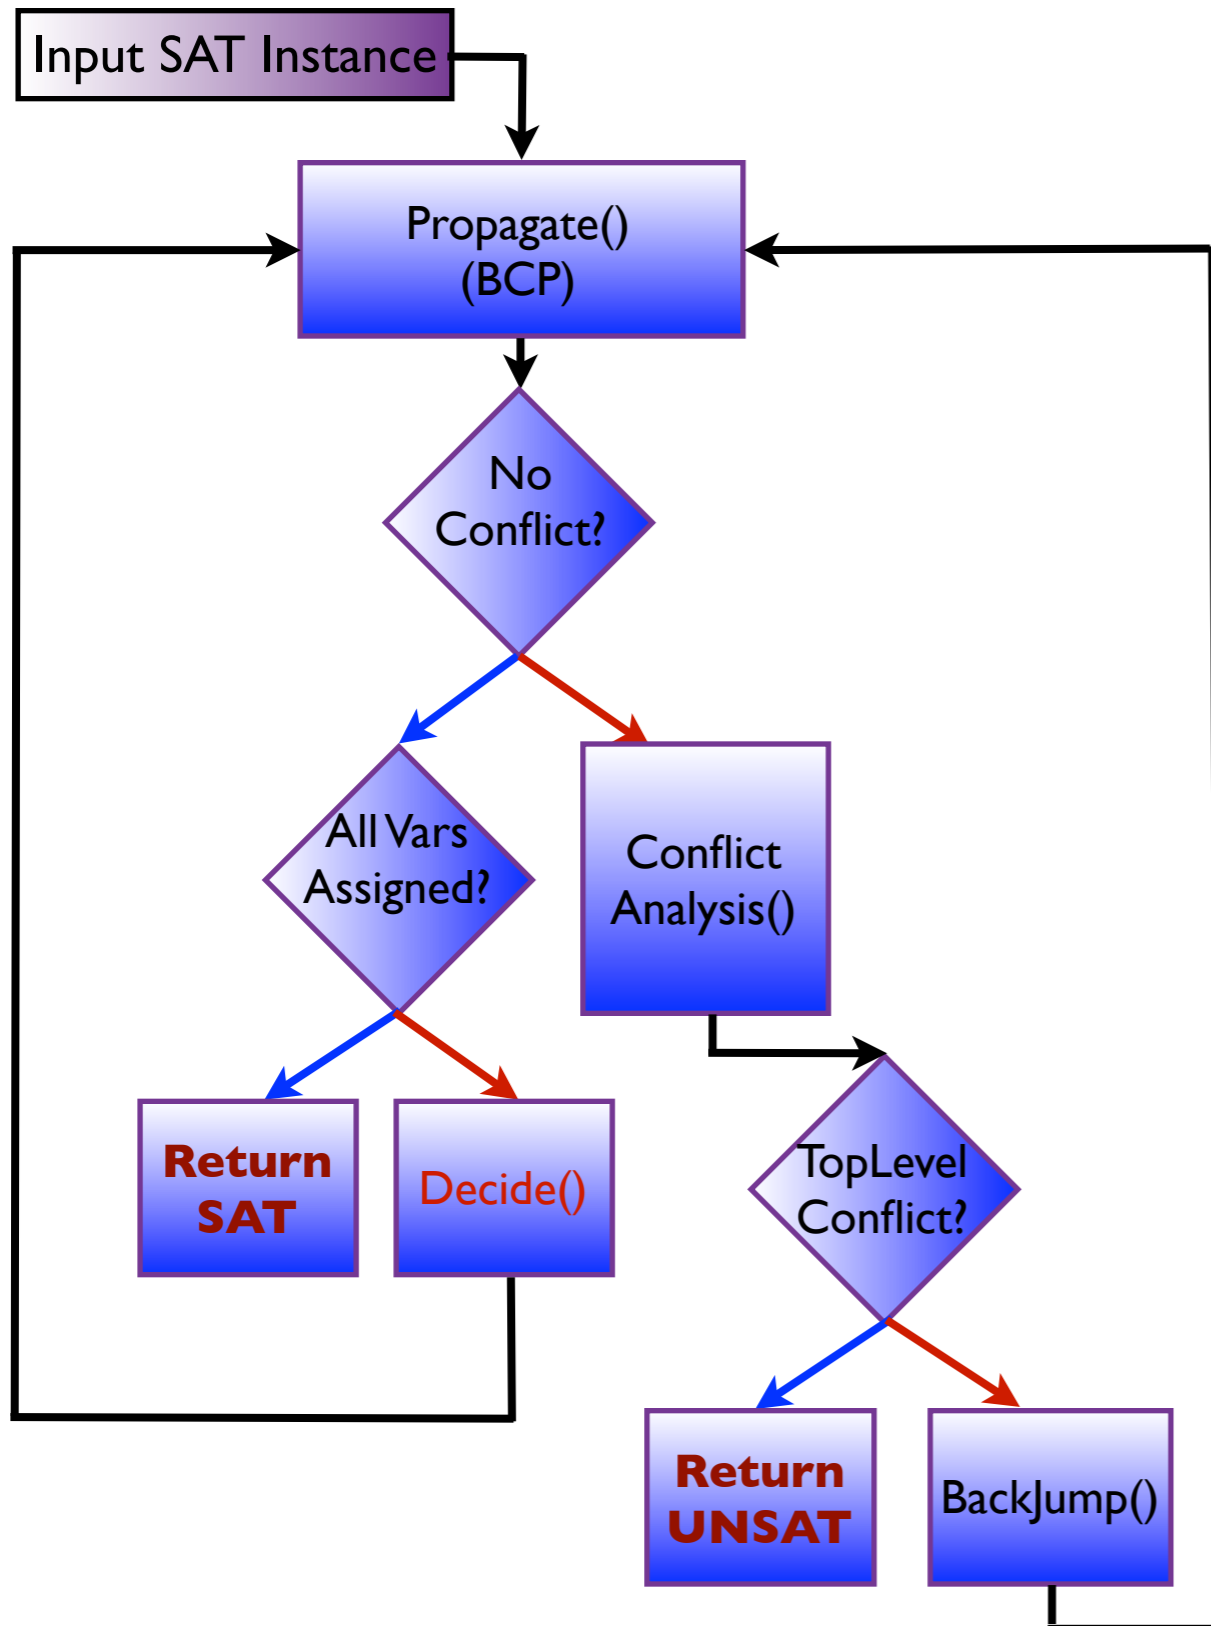 Input SAT Instance
Propagate()
(BCP)
No
Conflict?
All Vars
Assigned?
Conflict
Analysis()
Return
SAT
Decide()
TopLevel
Conflict?
Return
UNSAT
BackJump()